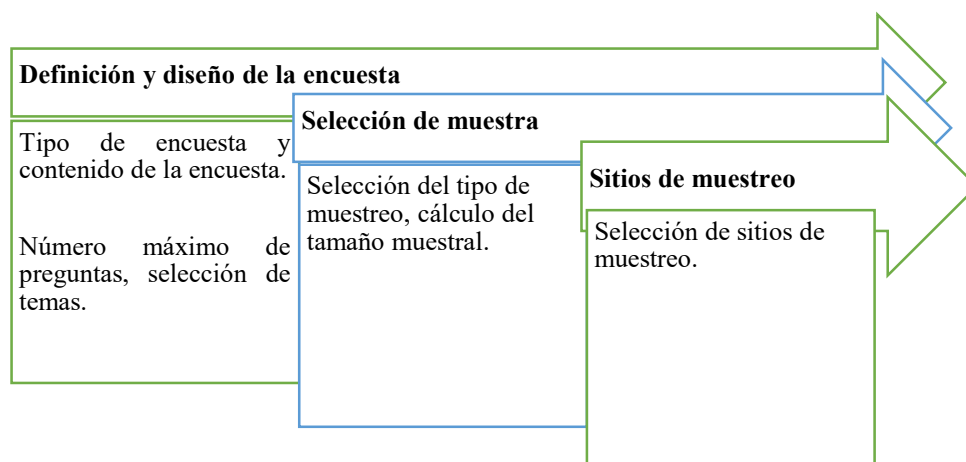 Definición y diseño de la encuesta
Tipo de encuesta y
contenido de la encuesta.
Número máximo de
preguntas, selección de
temas.
Selección de muestra
Selección del tipo de
muestreo, cálculo del
tamaño muestral.
Sitios de muestreo
Selección de sitios de
muestreo.